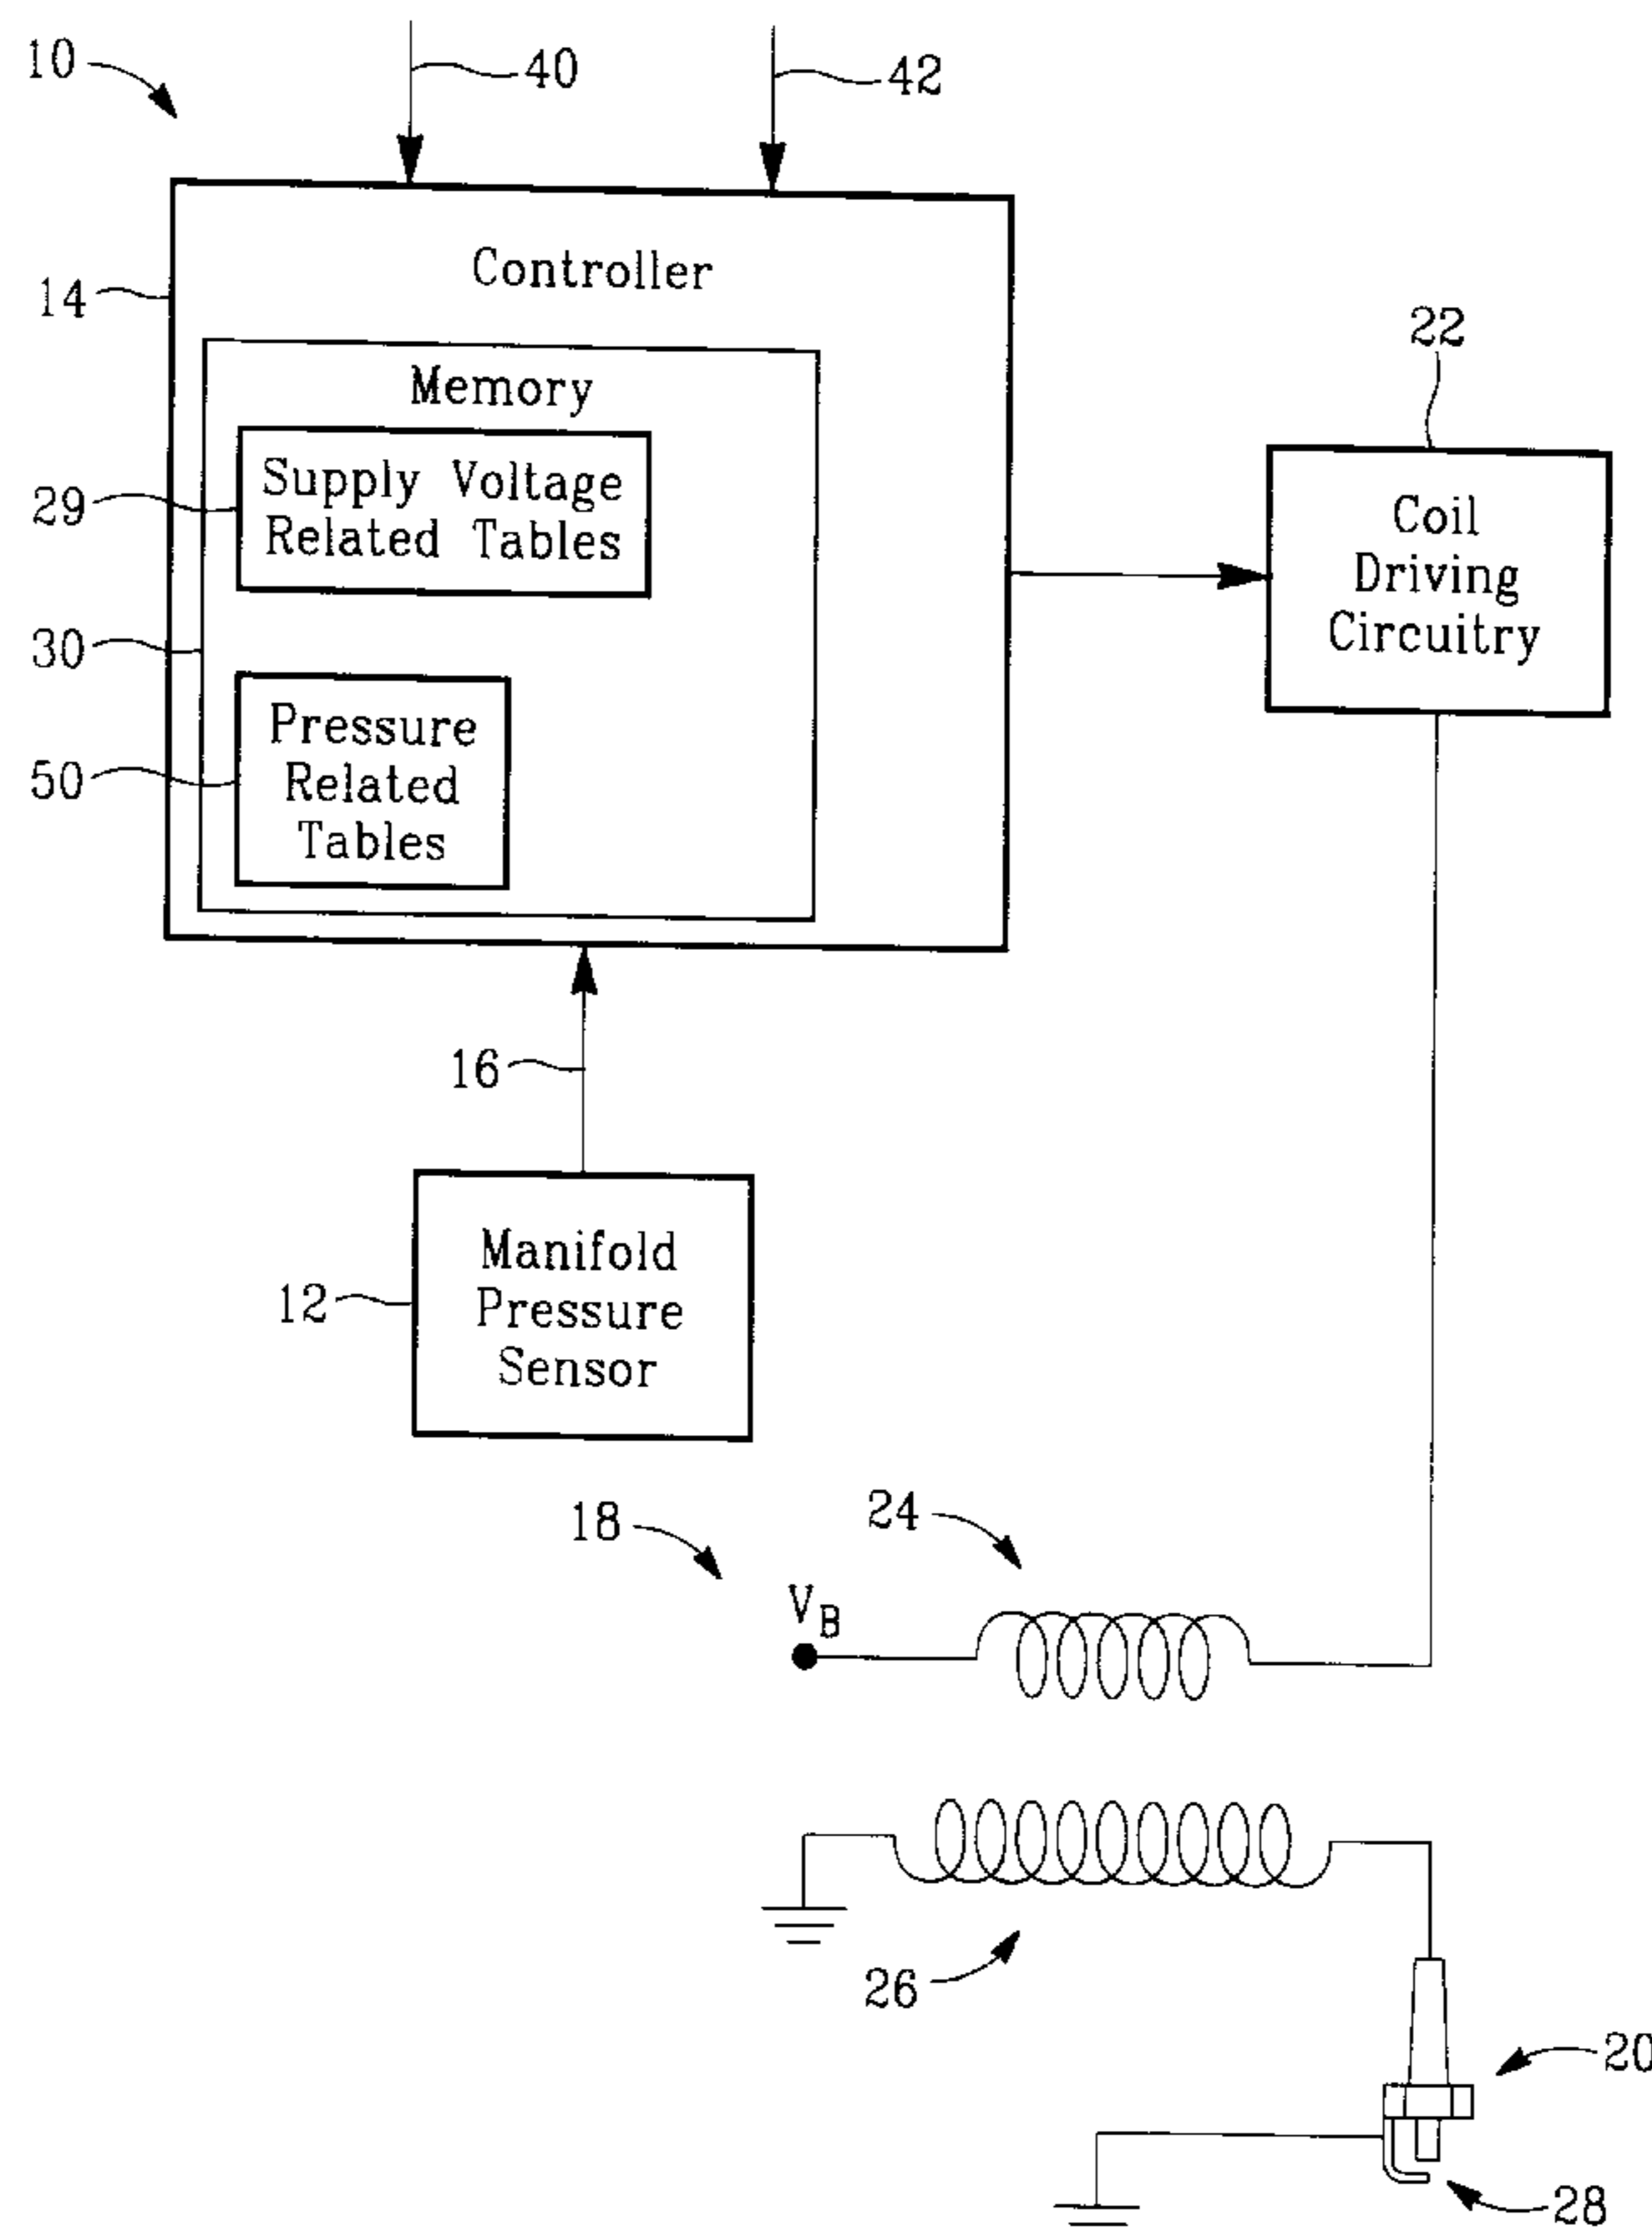 10
40
42
Controller
14
Memory
22
Supply Voltage
Related Tables
29
Coil
Driving
Circuitry
30
Pressure
Related
Tables
50
16
Manifold
Pressure
Sensor
12
18
24
VB
26
20
28